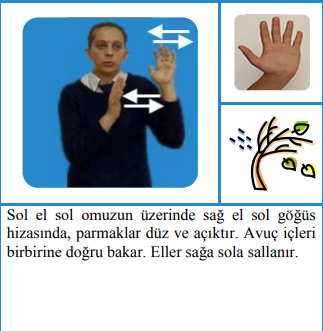 Sol el sol omuzun üzerinde sağ el sol göğüs
hizasında, parmaklar düz ve açıktır. Avuç içleri
birbirine doğru bakar. Eller sağa sola sallanır.